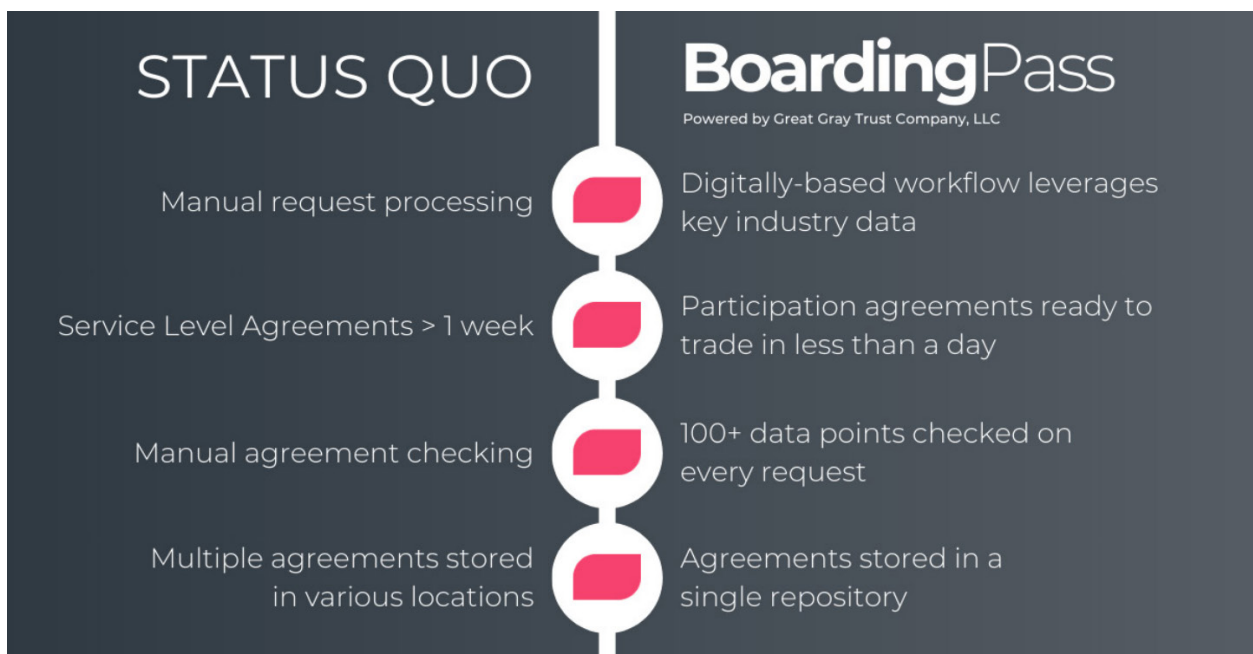 STATUS QUO
BoardingPass
Powered by Great Gray Trust Company, LLC
Manual request processing
Digitally-based workflow leverages
key industry data
Service Level Agreements > 1 week
Participation agreements ready to
trade in less than a day
Manual agreement checking
100+ data points checked on
every request
Multiple agreements stored
in various locations
Agreements stored in a
single repository